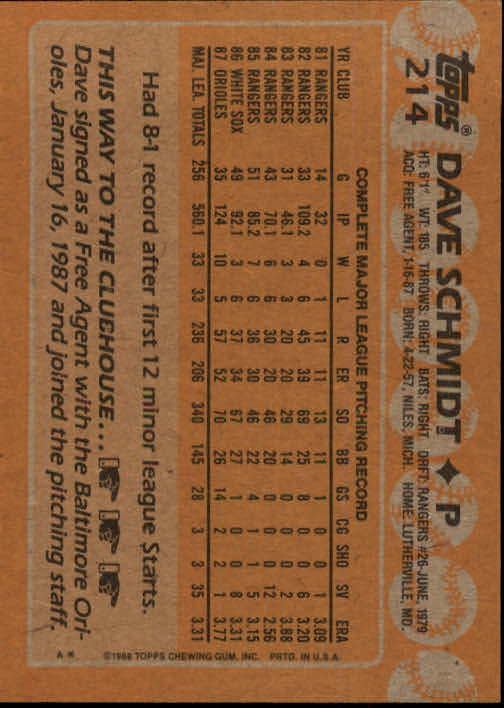 topps® DAVE SCHMIDT P
214 HT: 6'1" WT: 185 THROWS: RIGHT BATS: RIGHT DRFT: RANGERS #26-JUNE, 1979
ACQ: FREE AGENT, 1-16-87 BORN: 4-22-57, NILES, MICH. HOME: LUTHERVILLE, MD.
COMPLETE MAJOR LEAGUE PITCHING RECORD
YR CLUB G IP W L R ER SO BB GS CG SHO SV ERA
81 RANGERS 14 32 0 1 11 11 13 11 1 0 0 1 3.09
82 RANGERS 33 109.2 4 6 45 39 69 25 8 0 0 6 3.20
83 RANGERS 31 46.1 3 3 20 20 29 14 0 0 0 2 3.88
84 RANGERS 43 70.1 6 6 30 20 46 20 0 0 0 12 2.56
85 RANGERS 51 85.2 7 6 36 30 46 22 4 1 1 5 3.15
86 WHITE SOX 49 92.1 3 6 37 34 67 27 1 0 0 8 3.31
87 ORIOLES 35 124 10 5 57 52 70 26 14 2 2 1 3.77
MAJ. LEA. TOTALS 256 560.1 33 33 236 206 340 145 28 3 3 35 3.31
Had 8-1 record after first 12 minor league Starts.
THIS WAY TO THE CLUBHOUSE...
Dave signed as a Free Agent with the Baltimore Ori-
oles, January 16, 1987 and joined the pitching staff.
A* ©1988 TOPPS CHEWING GUM, INC. PRTD. IN U.S.A.